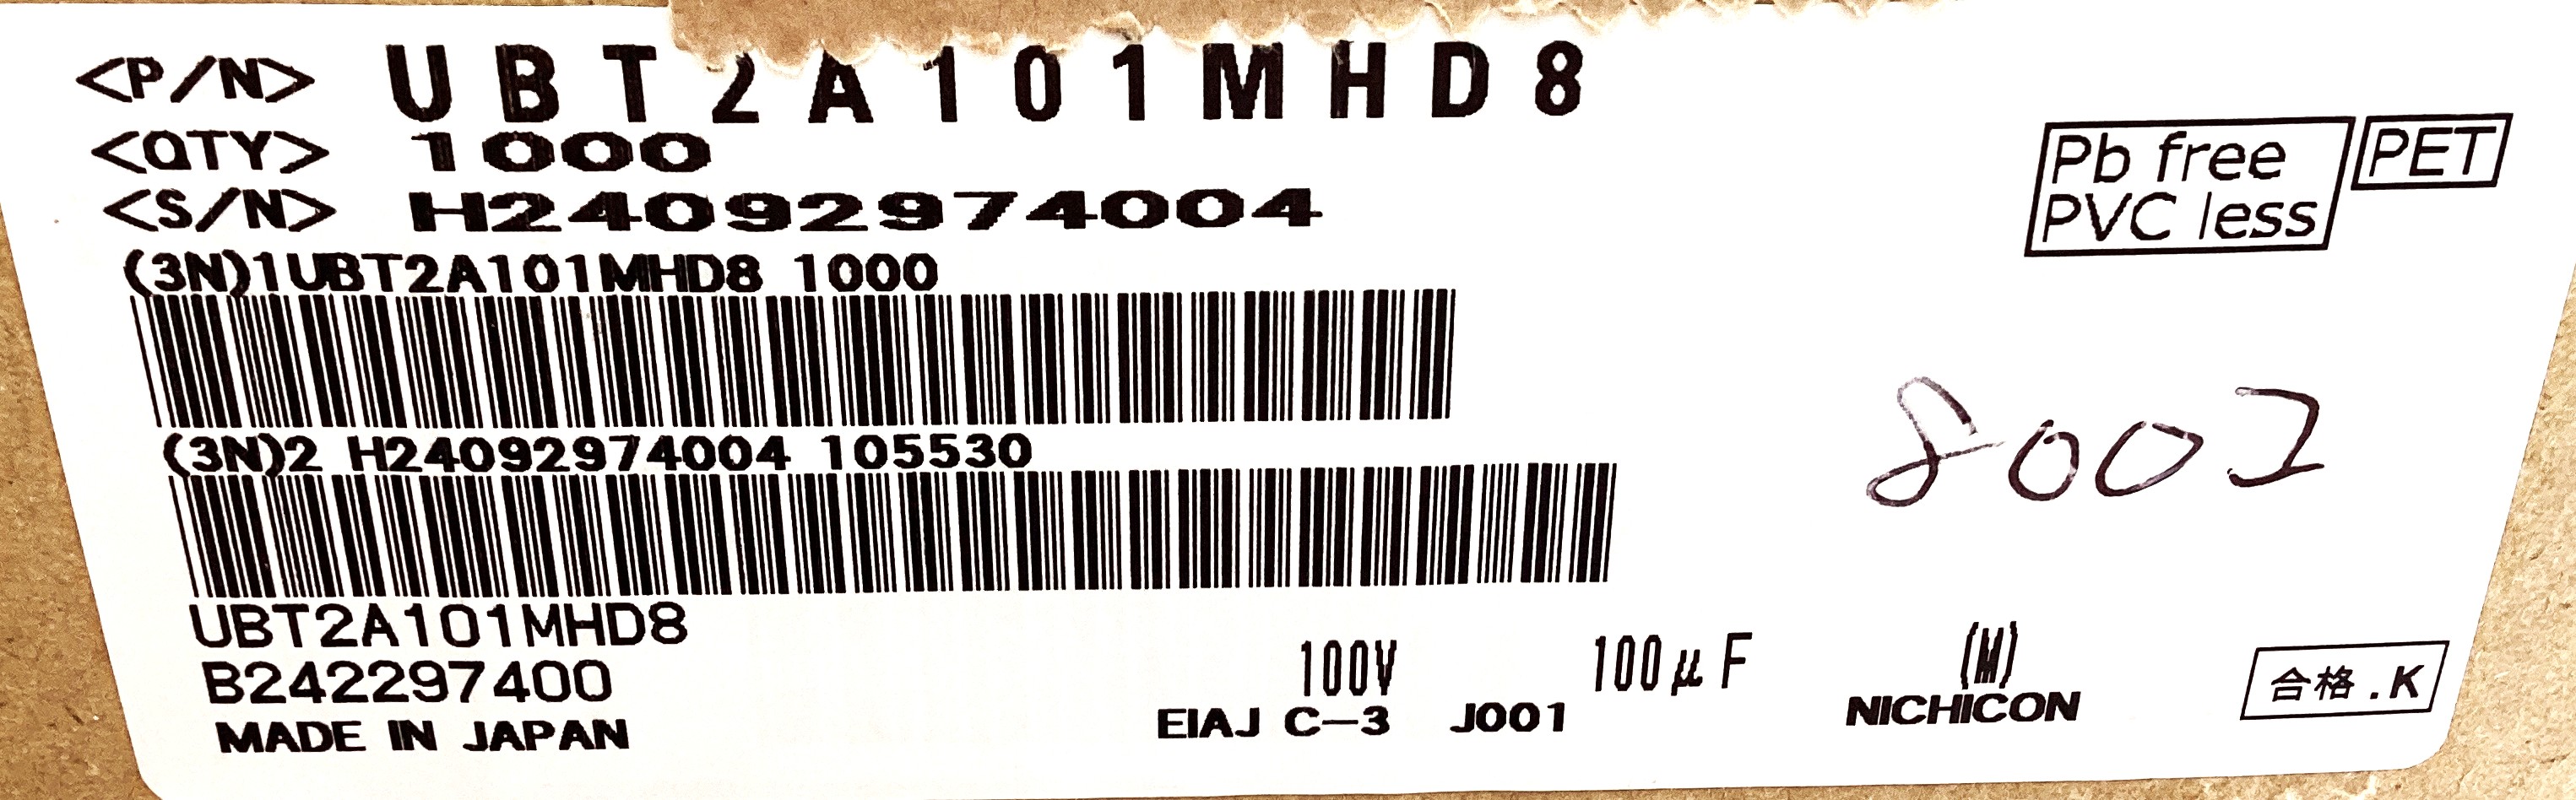 <P/N> UBT2A101MHD8
<QTY> 1000
<S/N> H24092974004
Pb free
PVC less
PET
(3N)1UBT2A101MHD8 1000
(3N)2 H24092974004 105530
8002
UBT2A101MHD8
B242297400
MADE IN JAPAN
100V 100μF (M)
EIAJ C-3 J001 NICHICON
合格.K